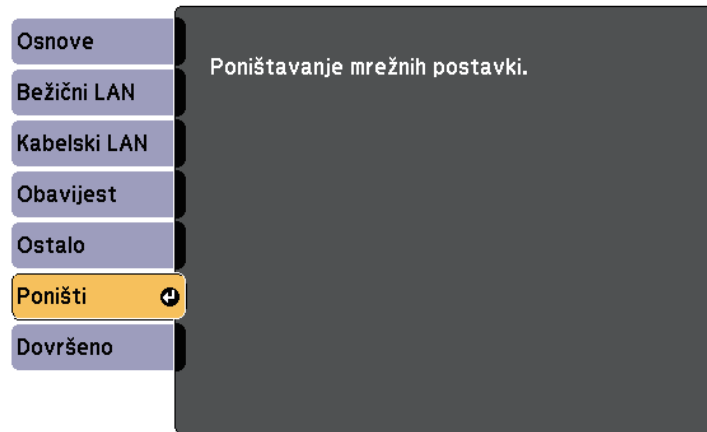 Osnove
Bežični LAN
Kabelski LAN
Obavijest
Ostalo
Poništi
Dovršeno
Poništavanje mrežnih postavki.